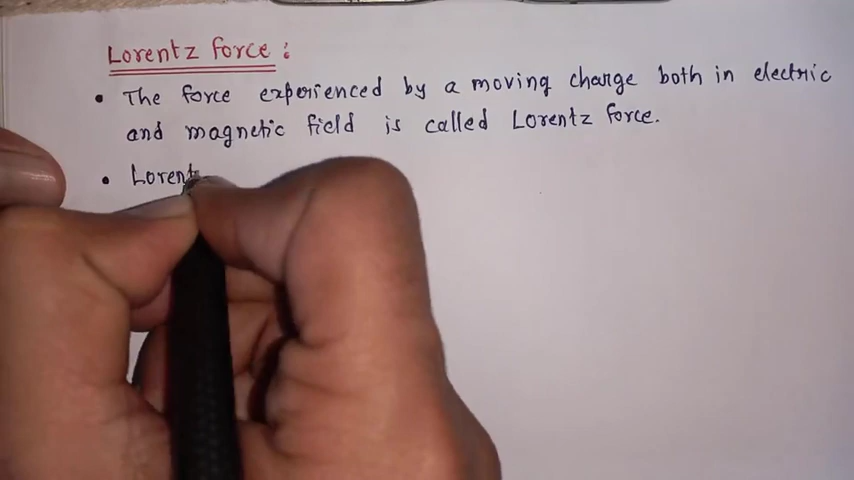 Lorentz force :
• The force experienced by a moving charge both in electric
and magnetic field is called Lorentz force.
• Lorent